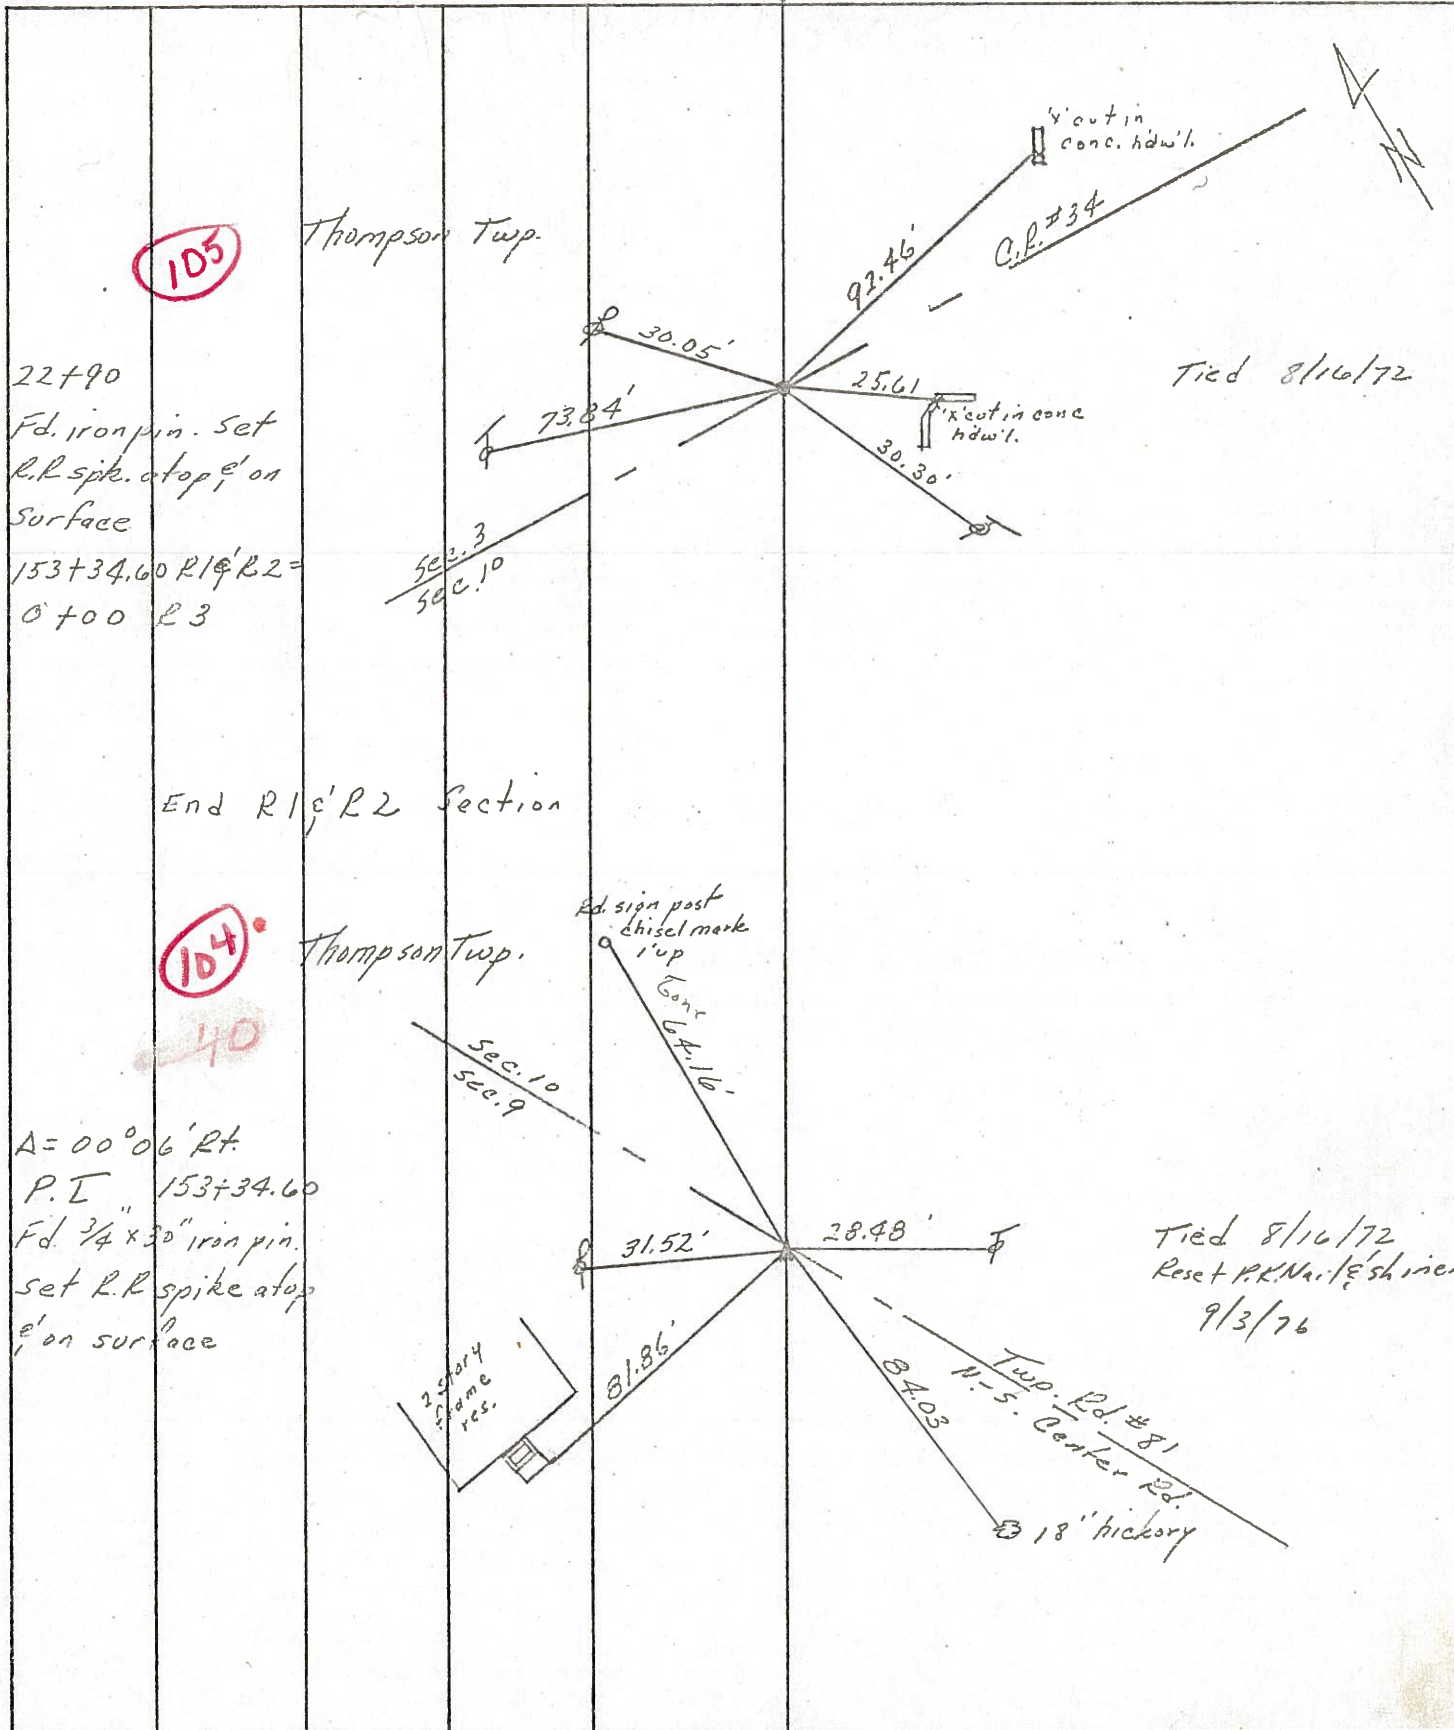 'x' cut in
conc. hdw'l.
C.R. #34
92.46'
105
Thompson Twp.
30.05'
73.84'
25.61
'x' cut in conc
hdw'l.
30.30'
Tied 8/16/72
22+90
Fd. iron pin. Set
R.R spk. atop & on
Surface
153+34.60 R1 & R2 =
0+00 R3
Sec. 3
Sec. 10
N
End R1 & R2 Section
104
Thompson Twp.
40
Rd. sign post
chisel mark
1' up
Gone
64.16'
Sec. 10
Sec. 9
Δ = 00°06' Rt.
P.I 153+34.60
Fd. 3/4" x 30" iron pin.
set R.R spike atop
& on surface
31.52'
28.48'
Tied 8/16/72
Reset P.K. Nail & shiner
9/3/76
2 story
frame
res.
81.86'
84.03
Twp. Rd. #81
N.-S. Center Rd.
18" hickory